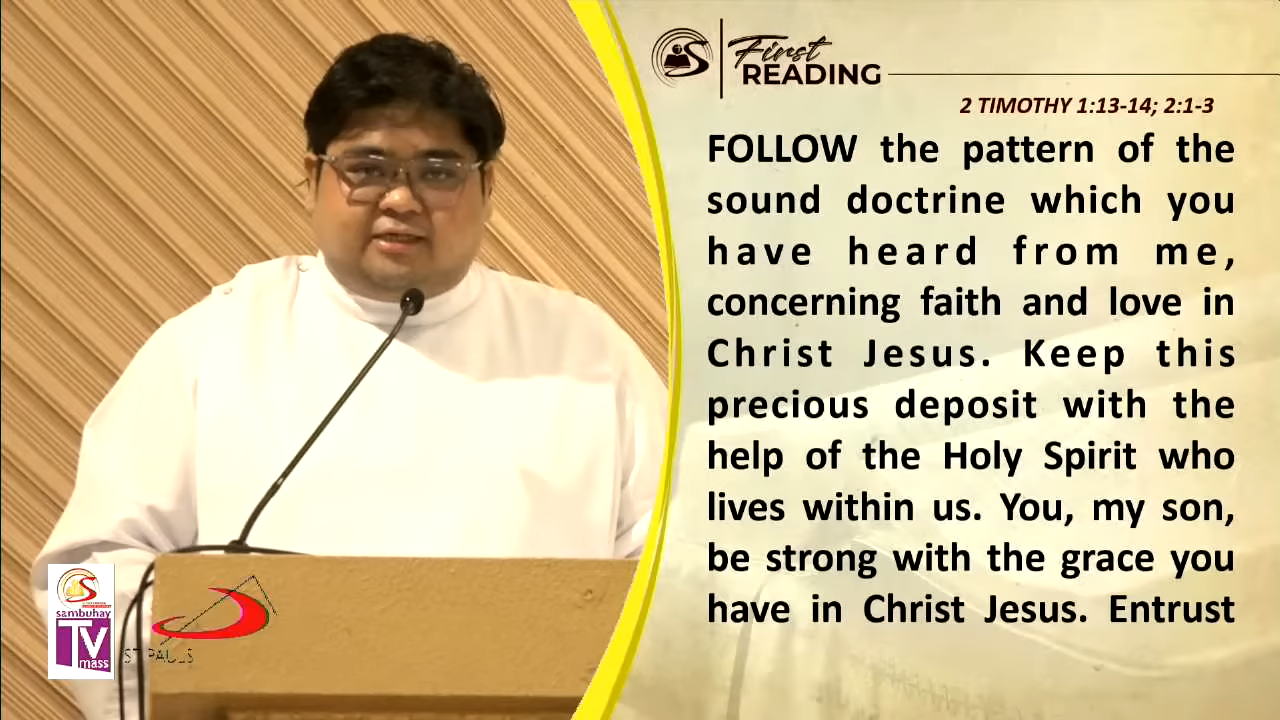 First
READING
2 TIMOTHY 1:13-14; 2:1-3
FOLLOW the pattern of the
sound doctrine which you
have heard from me,
concerning faith and love in
Christ Jesus. Keep this
precious deposit with the
help of the Holy Spirit who
lives within us. You, my son,
be strong with the grace you
have in Christ Jesus. Entrust
sambuhay
TV
mass
ST PAULS